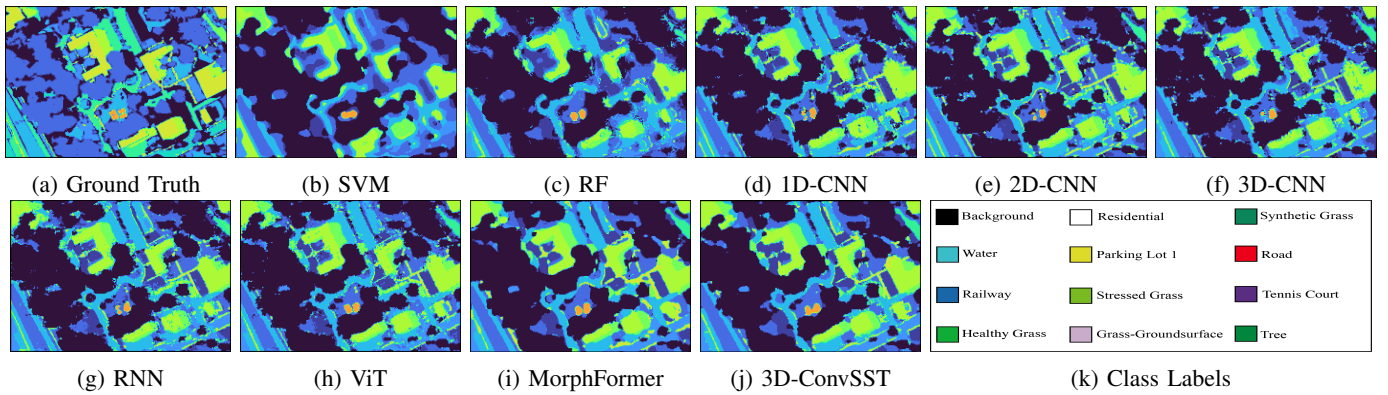 (a) Ground Truth (b) SVM (c) RF (d) 1D-CNN (e) 2D-CNN (f) 3D-CNN
Background Residential Synthetic Grass
Water Parking Lot 1 Road
Railway Stressed Grass Tennis Court
Healthy Grass Grass-Groundsurface Tree
(g) RNN (h) ViT (i) MorphFormer (j) 3D-ConvSST (k) Class Labels